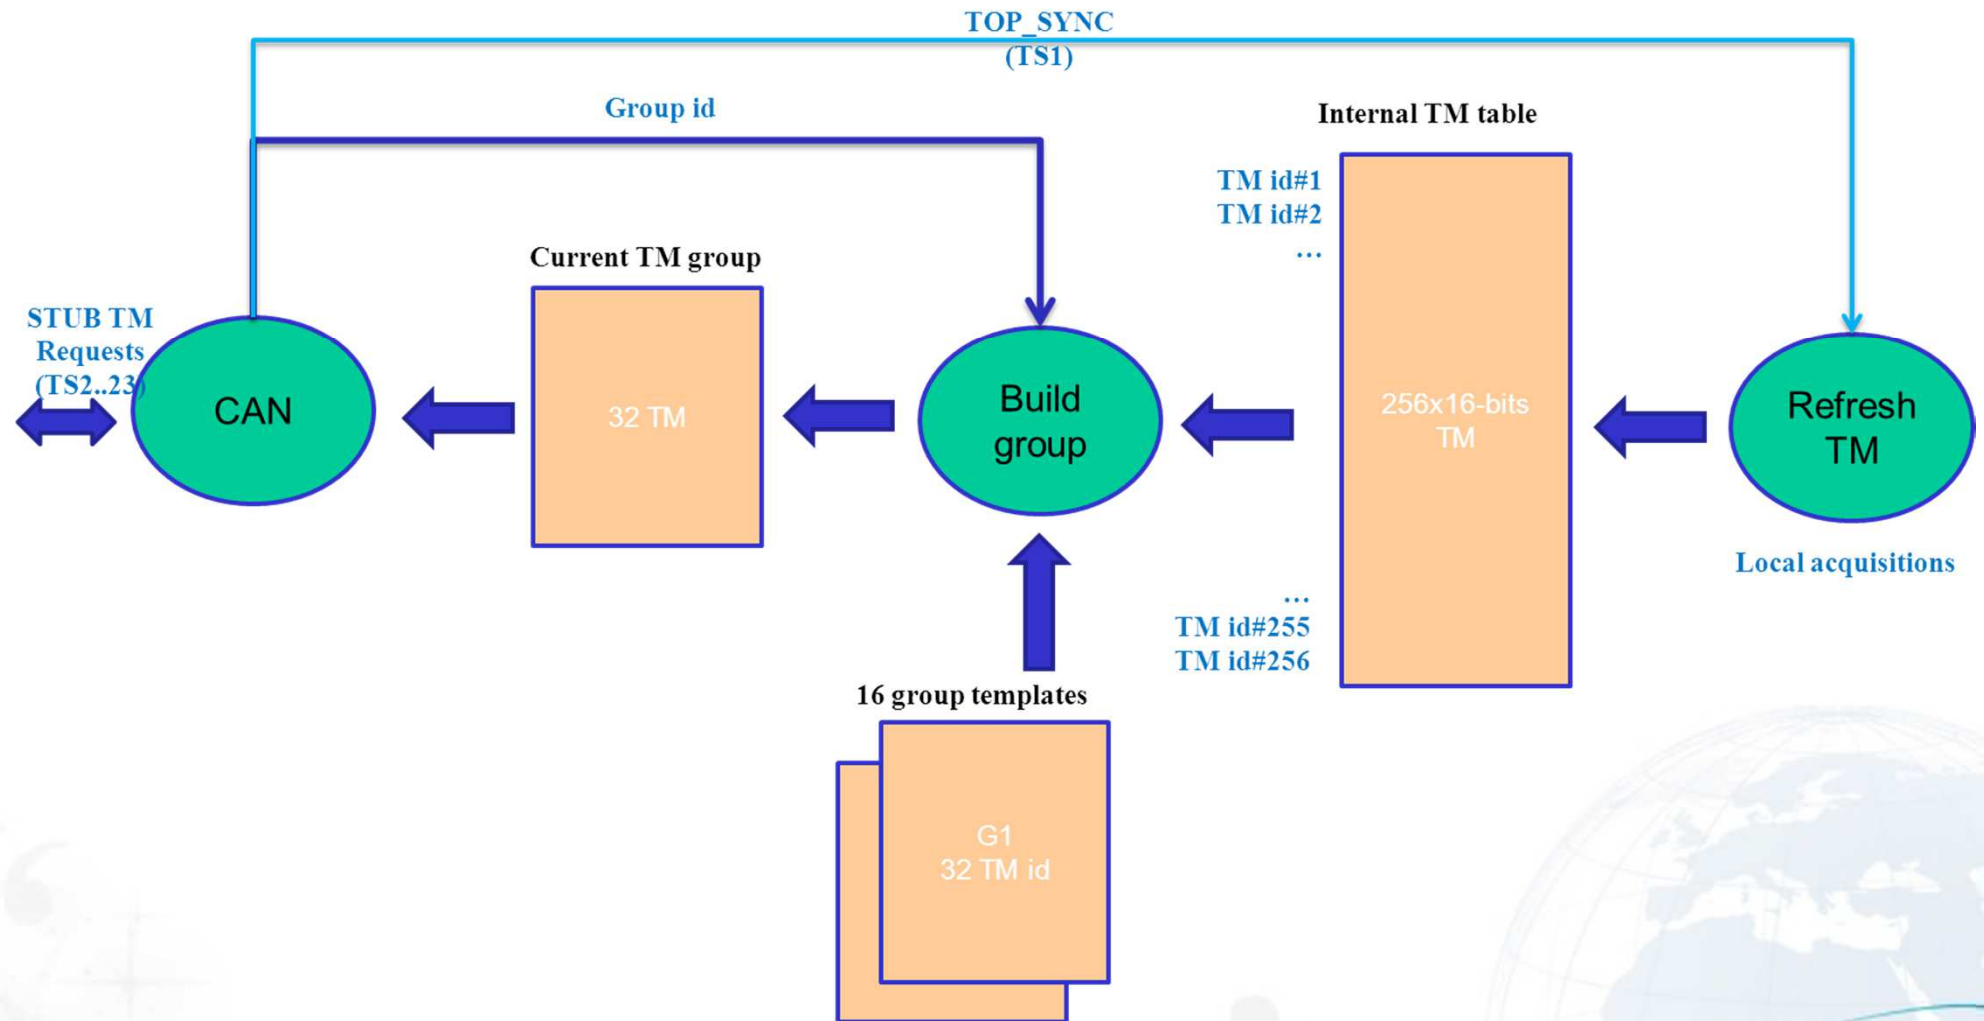 TOP_SYNC
(TS1)
Group id
Internal TM table
TM id#1
TM id#2
...
Current TM group
STUB TM
Requests
(TS2..23)
CAN
32 TM
Build
group
256x16-bits
TM
Refresh
TM
Local acquisitions
...
TM id#255
TM id#256
16 group templates
G1
32 TM id